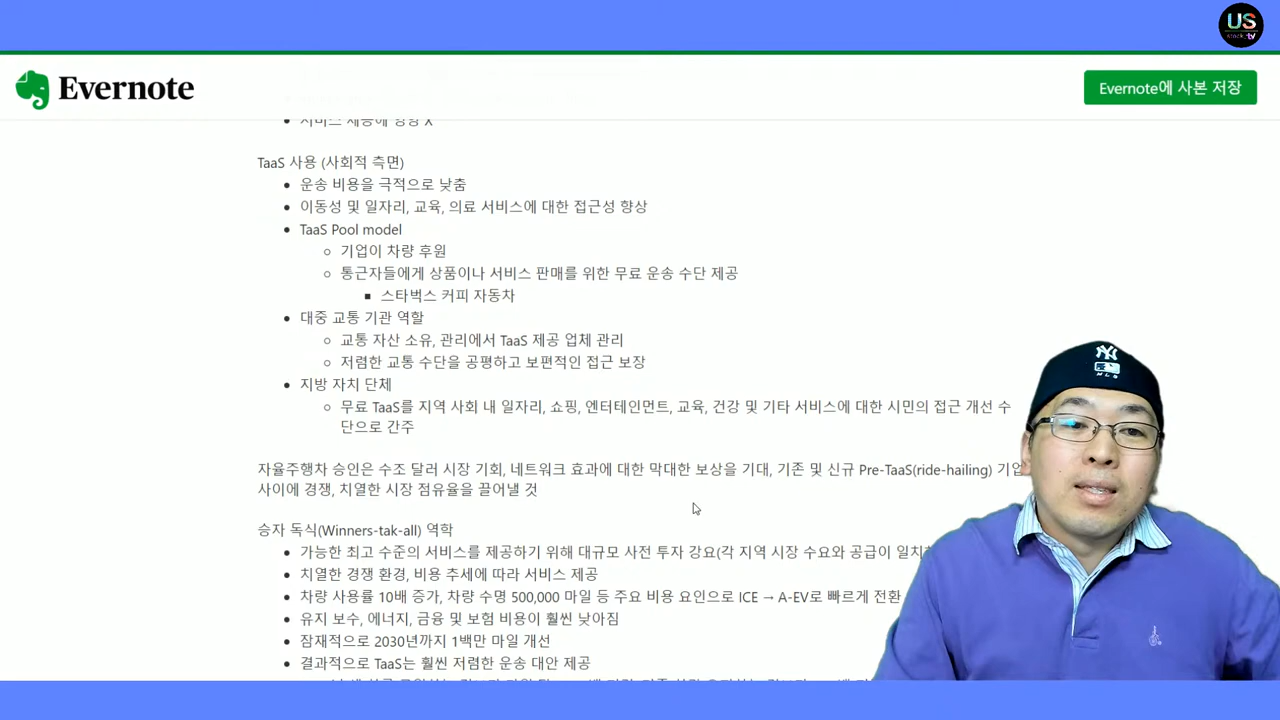 US
stock.tv
Evernote
Evernote에 사본 저장
서비스 제공에 영향 X
TaaS 사용 (사회적 측면)
운송 비용을 극적으로 낮춤
이동성 및 일자리, 교육, 의료 서비스에 대한 접근성 향상
TaaS Pool model
기업이 차량 후원
통근자들에게 상품이나 서비스 판매를 위한 무료 운송 수단 제공
스타벅스 커피 자동차
대중 교통 기관 역할
교통 자산 소유, 관리에서 TaaS 제공 업체 관리
저렴한 교통 수단을 공평하고 보편적인 접근 보장
지방 자치 단체
무료 TaaS를 지역 사회 내 일자리, 쇼핑, 엔터테인먼트, 교육, 건강 및 기타 서비스에 대한 시민의 접근 개선 수
단으로 간주
자율주행차 승인은 수조 달러 시장 기회, 네트워크 효과에 대한 막대한 보상을 기대, 기존 및 신규 Pre-TaaS(ride-hailing) 기업
사이에 경쟁, 치열한 시장 점유율을 끌어낼 것
승자 독식(Winners-tak-all) 역학
가능한 최고 수준의 서비스를 제공하기 위해 대규모 사전 투자 강요(각 지역 시장 수요와 공급이
치열한 경쟁 환경, 비용 추세에 따라 서비스 제공
차량 사용률 10배 증가, 차량 수명 500,000 마일 등 주요 비용 요인으로 ICE → A-EV로 빠르게 전환
유지 보수, 에너지, 금융 및 보험 비용이 훨씬 낮아짐
잠재적으로 2030년까지 1백만 마일 개선
결과적으로 TaaS는 훨씬 저렴한 운송 대안 제공
MLB